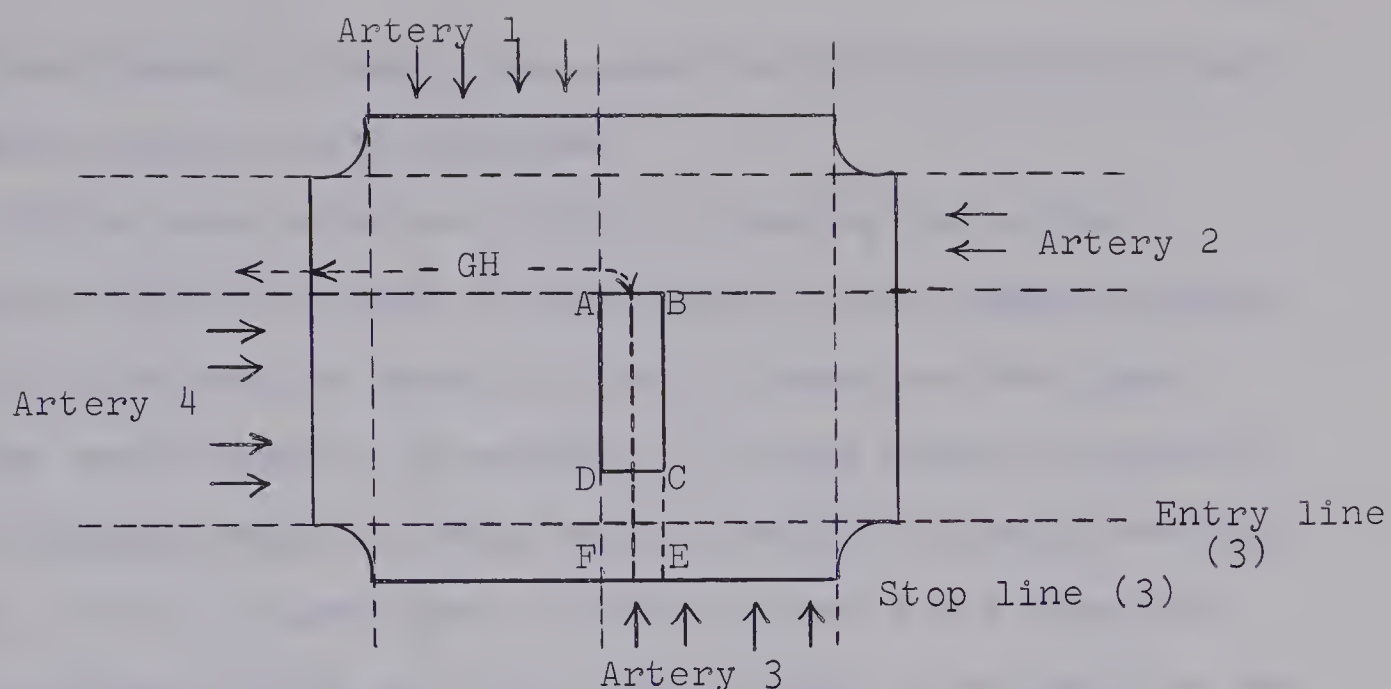 Artery 1
Artery 2
GH
A B
Artery 4
D C
Entry line
(3)
F E
Stop line (3)
Artery 3